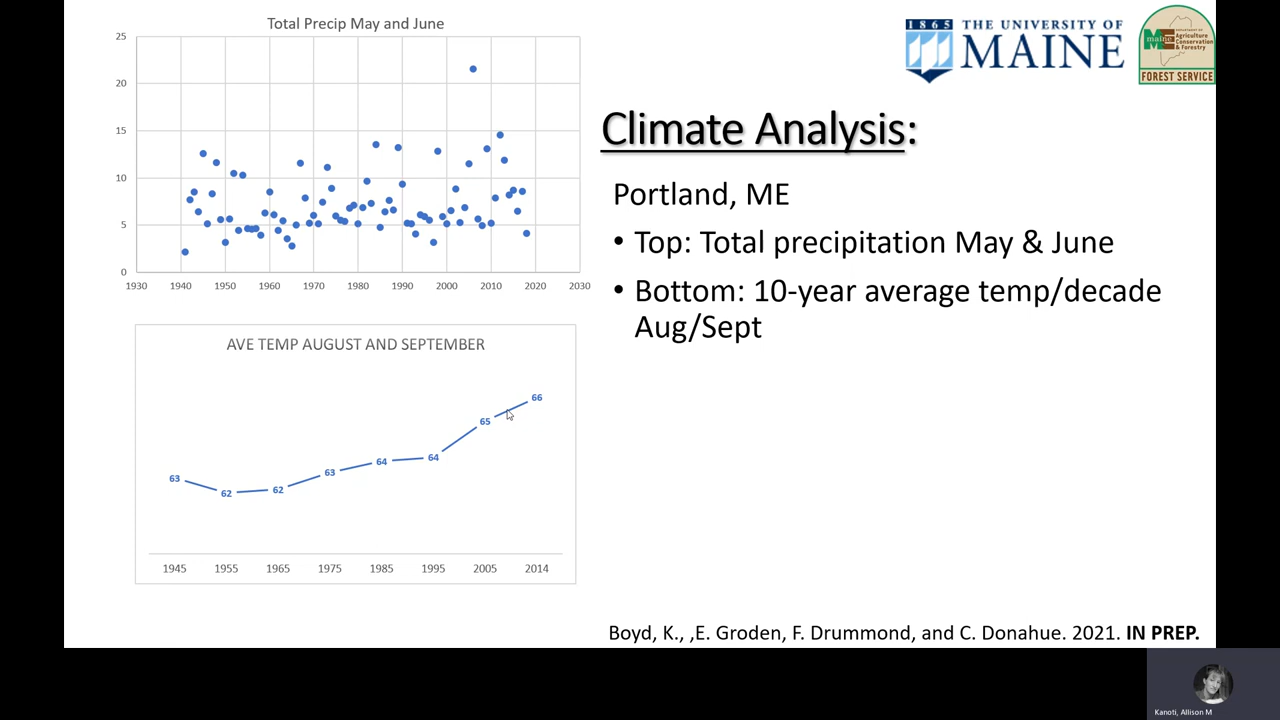 Total Precip May and June
25
20
15
10
5
0
1930 1940 1950 1960 1970 1980 1990 2000 2010 2020 2030
AVE TEMP AUGUST AND SEPTEMBER
63 62 62 63 64 64 65 66
1945 1955 1965 1975 1985 1995 2005 2014
1865 THE UNIVERSITY OF
MAINE
DEPARTMENT OF
maine Agriculture
Conservation
& Forestry
FOREST SERVICE
Climate Analysis:
Portland, ME
• Top: Total precipitation May & June
• Bottom: 10-year average temp/decade
Aug/Sept
Boyd, K., ,E. Groden, F. Drummond, and C. Donahue. 2021. IN PREP.
Kanoti, Allison M